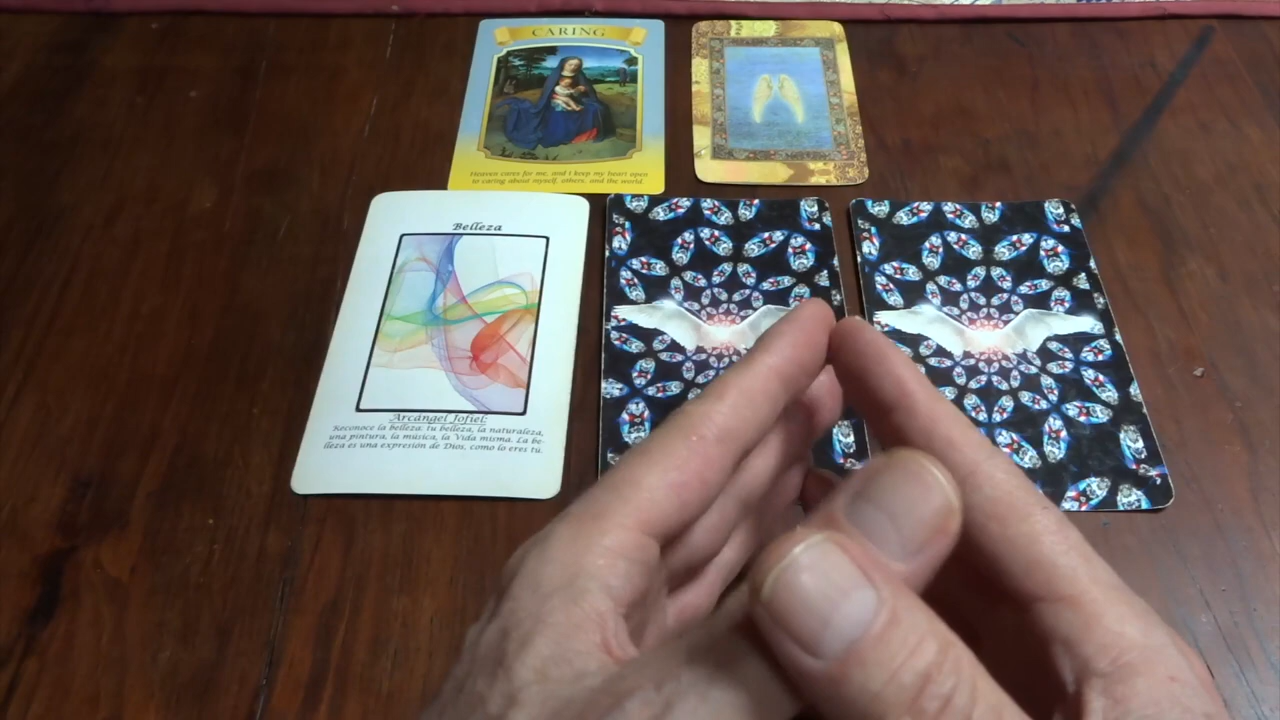 CARING
Heaven cares for me, and I keep my heart open
to caring about myself, others, and the world.
Belleza
Arcángel Jofiel:
Reconoce la belleza: tu belleza, la naturaleza,
una pintura, la música, la Vida misma. La be-
lleza es una expresión de Dios, como lo eres tú.